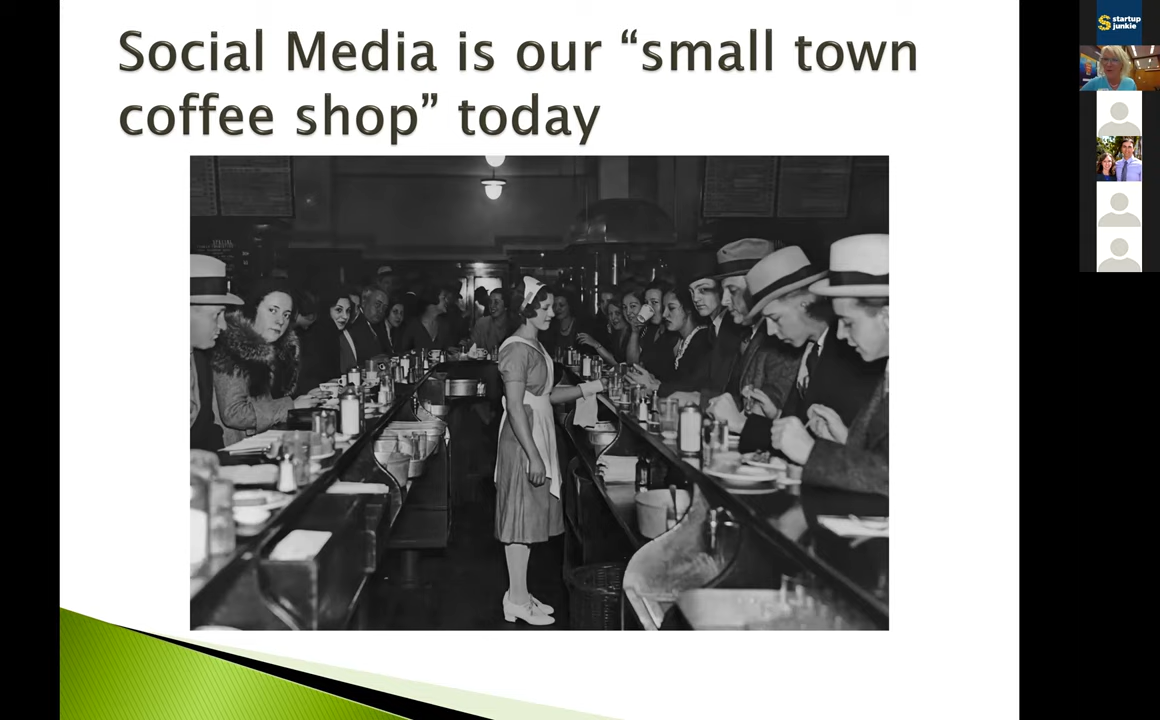 Social Media is our “small town
coffee shop” today
startup
junkie